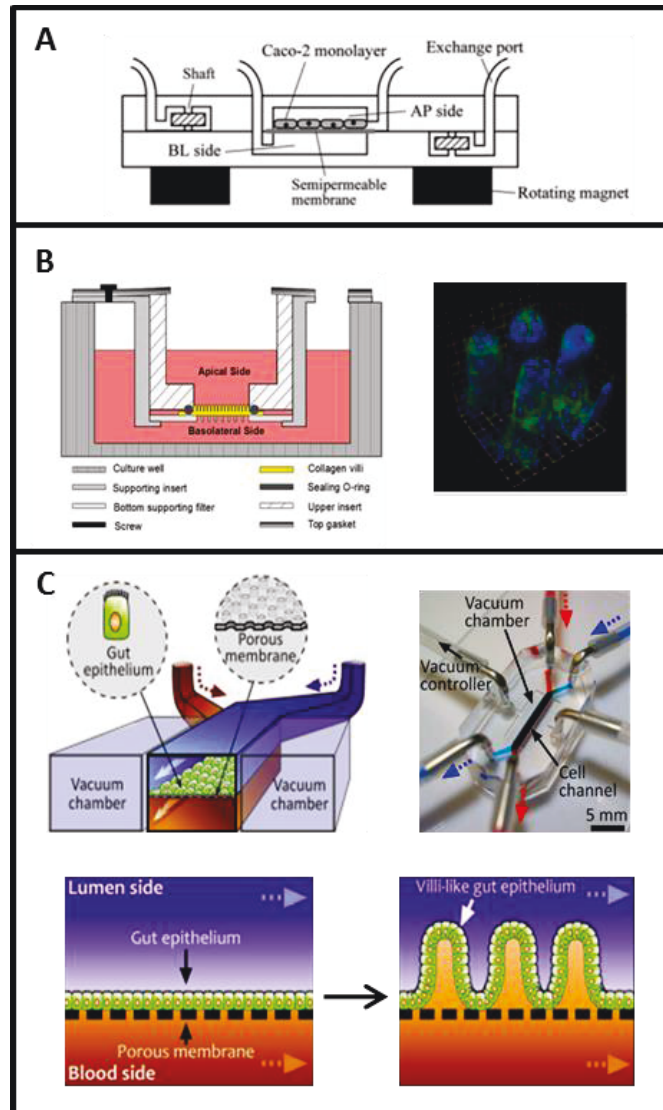 A
Caco-2 monolayer
Exchange port
Shaft
AP side
BL side
Semipermeable
membrane
Rotating magnet
B
Apical Side
Basolateral Side
Culture well
Supporting insert
Bottom supporting filter
Screw
Collagen villi
Sealing O-ring
Upper insert
Top gasket
C
Gut
epithelium
Porous
membrane
Vacuum
chamber
Vacuum
chamber
Vacuum
chamber
Vacuum
controller
Cell
channel
5 mm
Lumen side
Gut epithelium
Porous membrane
Blood side
Villi-like gut epithelium